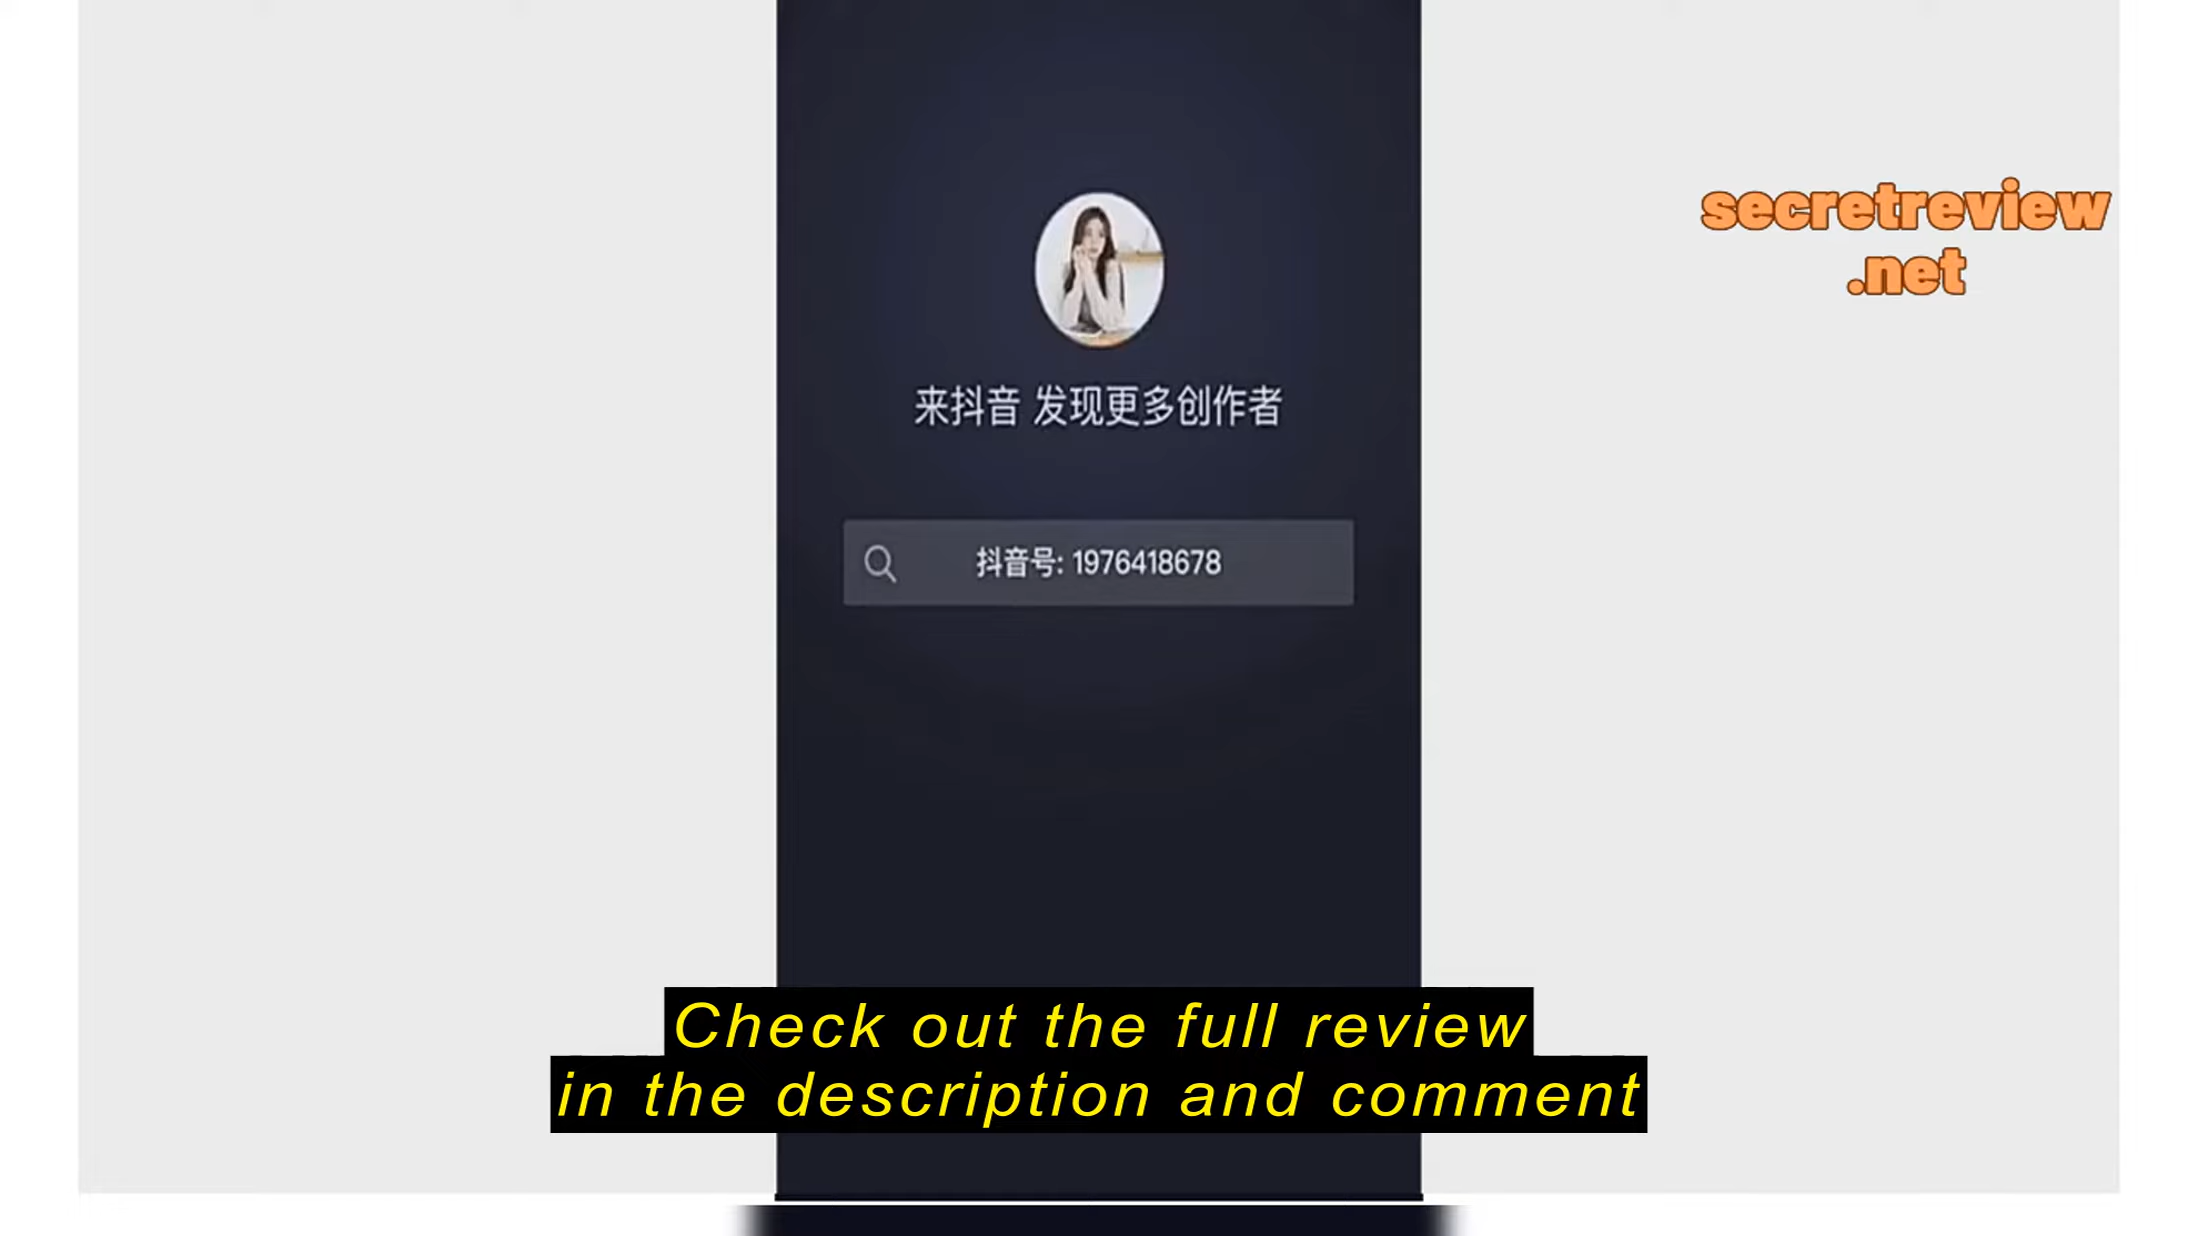 secretreview
.net
来抖音 发现更多创作者
抖音号: 1976418678
Check out the full review
in the description and comment